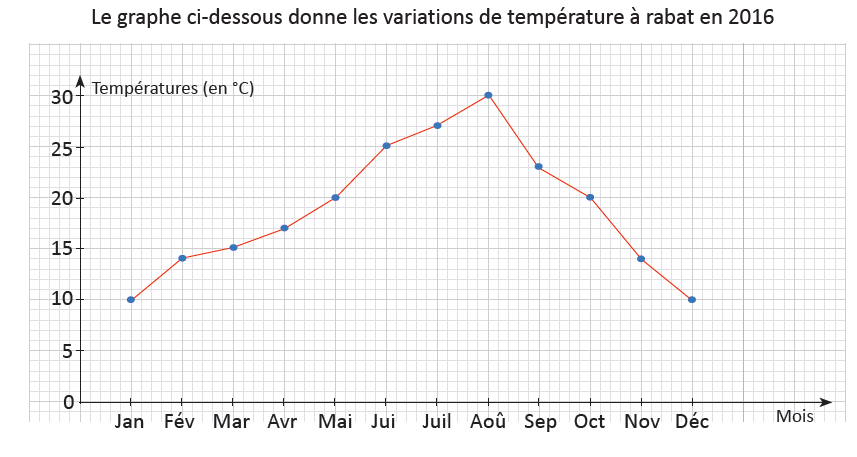 Le graphe ci-dessous donne les variations de température à rabat en 2016
Températures (en °C)
30
25
20
15
10
5
0
Jan Fév Mar Avr Mai Jui Juil Aoû Sep Oct Nov Déc
Mois